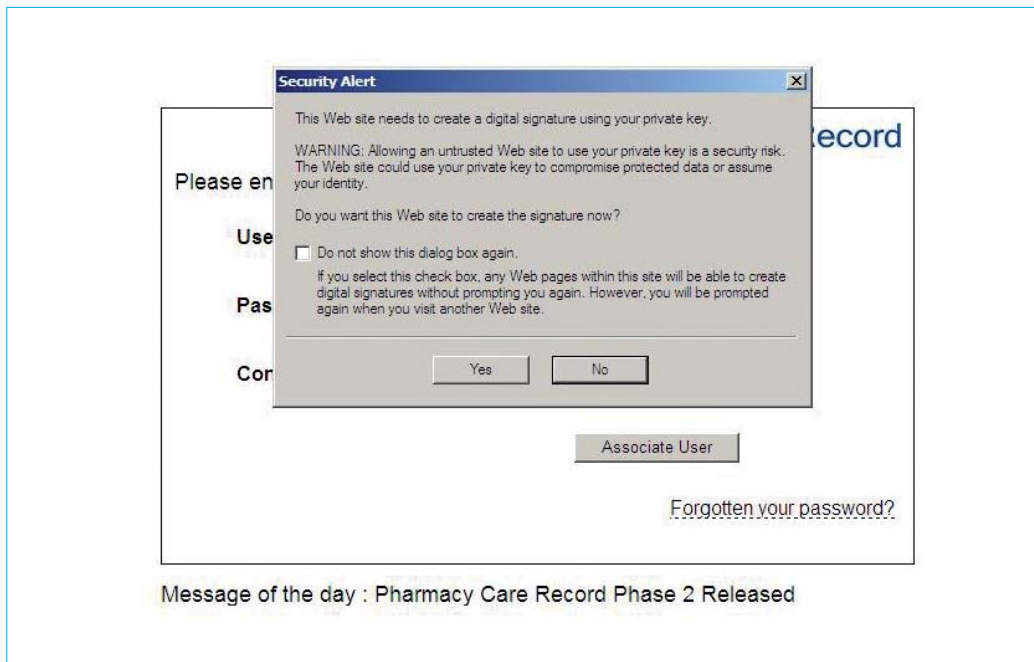 Security Alert
This Web site needs to create a digital signature using your private key.
WARNING: Allowing an untrusted Web site to use your private key is a security risk.
The Web site could use your private key to compromise protected data or assume
your identity.
Do you want this Web site to create the signature now?
Do not show this dialog box again.
If you select this check box, any Web pages within this site will be able to create
digital signatures without prompting you again. However, you will be prompted
again when you visit another Web site.
Yes No
ecord
Please en
Use
Pas
Con
Associate User
Forgotten your password?
Message of the day : Pharmacy Care Record Phase 2 Released